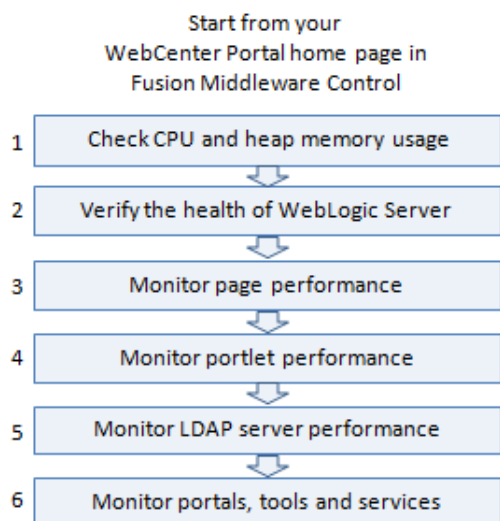 Start from your
WebCenter Portal home page in
Fusion Middleware Control
1 Check CPU and heap memory usage
2 Verify the health of WebLogic Server
3 Monitor page performance
4 Monitor portlet performance
5 Monitor LDAP server performance
6 Monitor portals, tools and services